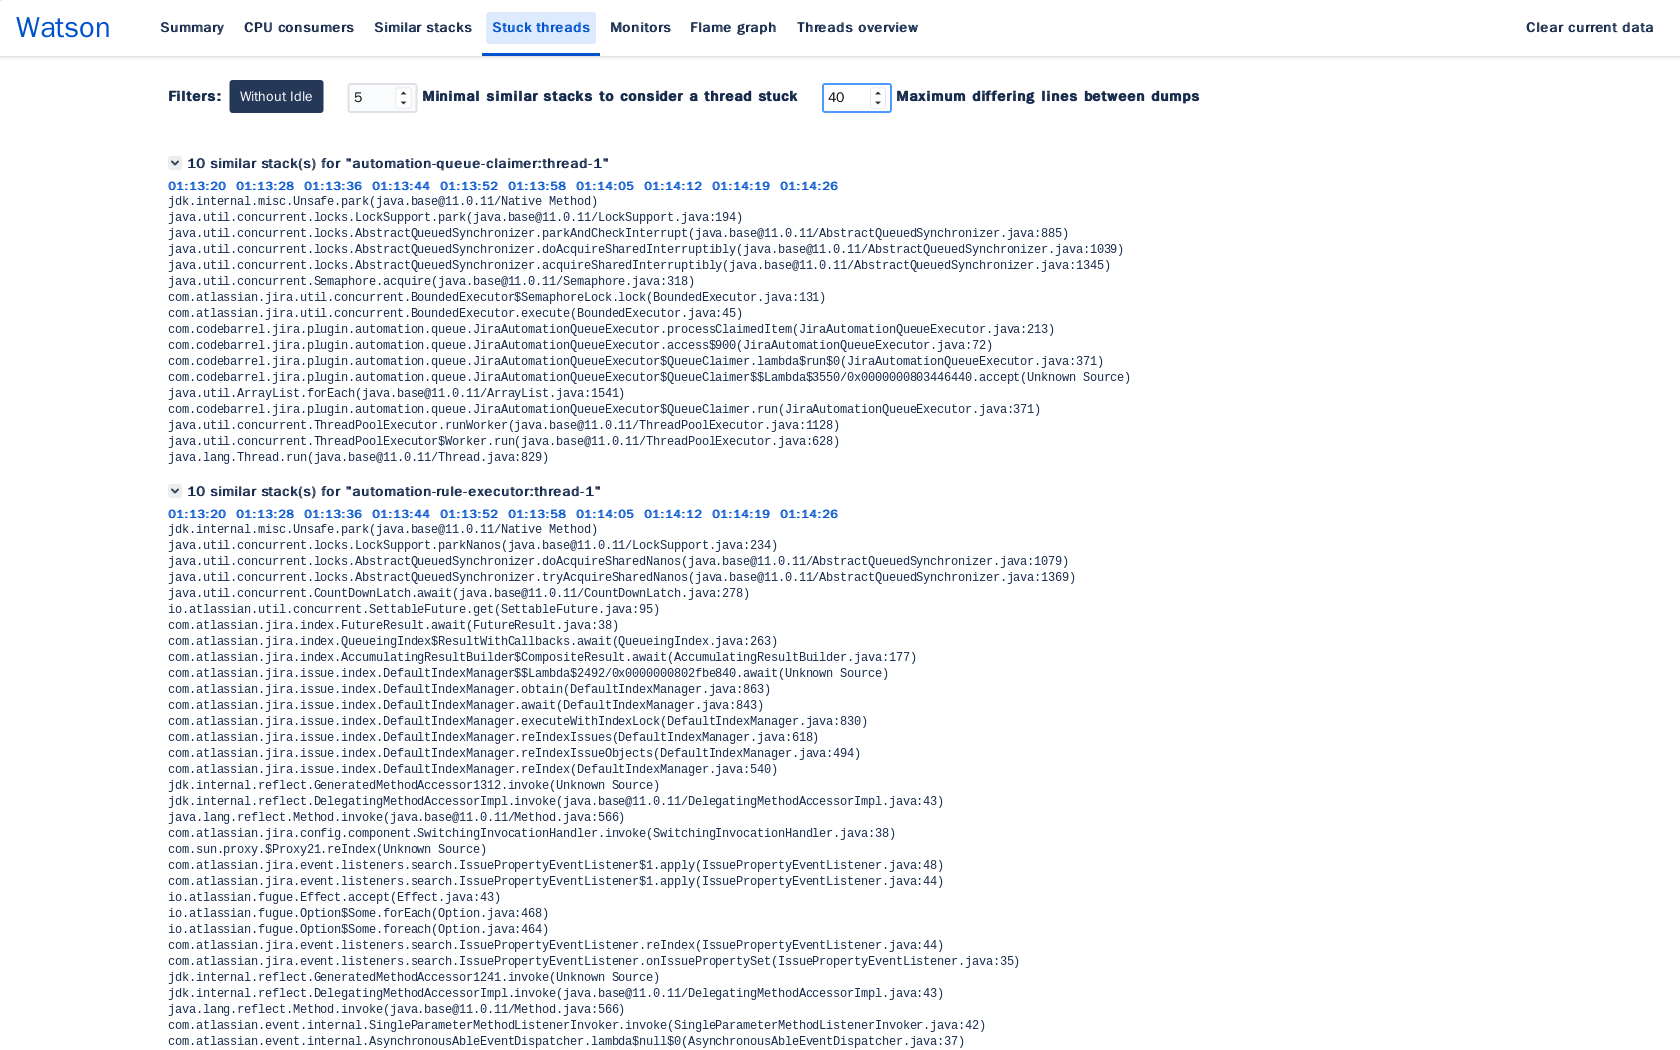 Watson Summary CPU consumers Similar stacks Stuck threads Monitors Flame graph Threads overview Clear current data
Filters: Without Idle 5 Minimal similar stacks to consider a thread stuck 40 Maximum differing lines between dumps
10 similar stack(s) for "automation-queue-claimer:thread-1"
01:13:20 01:13:28 01:13:36 01:13:44 01:13:52 01:13:58 01:14:05 01:14:12 01:14:19 01:14:26
jdk.internal.misc.Unsafe.park(java.base@11.0.11/Native Method)
java.util.concurrent.locks.LockSupport.park(java.base@11.0.11/LockSupport.java:194)
java.util.concurrent.locks.AbstractQueuedSynchronizer.parkAndCheckInterrupt(java.base@11.0.11/AbstractQueuedSynchronizer.java:885)
java.util.concurrent.locks.AbstractQueuedSynchronizer.doAcquireSharedInterruptibly(java.base@11.0.11/AbstractQueuedSynchronizer.java:1039)
java.util.concurrent.locks.AbstractQueuedSynchronizer.acquireSharedInterruptibly(java.base@11.0.11/AbstractQueuedSynchronizer.java:1345)
java.util.concurrent.Semaphore.acquire(java.base@11.0.11/Semaphore.java:318)
com.atlassian.jira.util.concurrent.BoundedExecutor$SemaphoreLock.lock(BoundedExecutor.java:131)
com.atlassian.jira.util.concurrent.BoundedExecutor.execute(BoundedExecutor.java:45)
com.codebarrel.jira.plugin.automation.queue.JiraAutomationQueueExecutor.processClaimedItem(JiraAutomationQueueExecutor.java:213)
com.codebarrel.jira.plugin.automation.queue.JiraAutomationQueueExecutor.access$900(JiraAutomationQueueExecutor.java:72)
com.codebarrel.jira.plugin.automation.queue.JiraAutomationQueueExecutor$QueueClaimer.lambda$run$0(JiraAutomationQueueExecutor.java:371)
com.codebarrel.jira.plugin.automation.queue.JiraAutomationQueueExecutor$QueueClaimer$$Lambda$3550/0x0000000803446440.accept(Unknown Source)
java.util.ArrayList.forEach(java.base@11.0.11/ArrayList.java:1541)
com.codebarrel.jira.plugin.automation.queue.JiraAutomationQueueExecutor$QueueClaimer.run(JiraAutomationQueueExecutor.java:371)
java.util.concurrent.ThreadPoolExecutor.runWorker(java.base@11.0.11/ThreadPoolExecutor.java:1128)
java.util.concurrent.ThreadPoolExecutor$Worker.run(java.base@11.0.11/ThreadPoolExecutor.java:628)
java.lang.Thread.run(java.base@11.0.11/Thread.java:829)
10 similar stack(s) for "automation-rule-executor:thread-1"
01:13:20 01:13:28 01:13:36 01:13:44 01:13:52 01:13:58 01:14:05 01:14:12 01:14:19 01:14:26
jdk.internal.misc.Unsafe.park(java.base@11.0.11/Native Method)
java.util.concurrent.locks.LockSupport.parkNanos(java.base@11.0.11/LockSupport.java:234)
java.util.concurrent.locks.AbstractQueuedSynchronizer.doAcquireSharedNanos(java.base@11.0.11/AbstractQueuedSynchronizer.java:1079)
java.util.concurrent.locks.AbstractQueuedSynchronizer.tryAcquireSharedNanos(java.base@11.0.11/AbstractQueuedSynchronizer.java:1369)
java.util.concurrent.CountDownLatch.await(java.base@11.0.11/CountDownLatch.java:278)
io.atlassian.util.concurrent.SettableFuture.get(SettableFuture.java:95)
com.atlassian.jira.index.FutureResult.await(FutureResult.java:38)
com.atlassian.jira.index.QueueingIndex$ResultWithCallbacks.await(QueueingIndex.java:263)
com.atlassian.jira.index.AccumulatingResultBuilder$CompositeResult.await(AccumulatingResultBuilder.java:177)
com.atlassian.jira.issue.index.DefaultIndexManager$$Lambda$2492/0x0000000802fbe840.await(Unknown Source)
com.atlassian.jira.issue.index.DefaultIndexManager.obtain(DefaultIndexManager.java:863)
com.atlassian.jira.issue.index.DefaultIndexManager.await(DefaultIndexManager.java:843)
com.atlassian.jira.issue.index.DefaultIndexManager.executeWithIndexLock(DefaultIndexManager.java:830)
com.atlassian.jira.issue.index.DefaultIndexManager.reIndexIssues(DefaultIndexManager.java:618)
com.atlassian.jira.issue.index.DefaultIndexManager.reIndexIssueObjects(DefaultIndexManager.java:494)
com.atlassian.jira.issue.index.DefaultIndexManager.reIndex(DefaultIndexManager.java:540)
jdk.internal.reflect.GeneratedMethodAccessor1312.invoke(Unknown Source)
jdk.internal.reflect.DelegatingMethodAccessorImpl.invoke(java.base@11.0.11/DelegatingMethodAccessorImpl.java:43)
java.lang.reflect.Method.invoke(java.base@11.0.11/Method.java:566)
com.atlassian.jira.config.component.SwitchingInvocationHandler.invoke(SwitchingInvocationHandler.java:38)
com.sun.proxy.$Proxy21.reIndex(Unknown Source)
com.atlassian.jira.event.listeners.search.IssuePropertyEventListener$1.apply(IssuePropertyEventListener.java:48)
com.atlassian.jira.event.listeners.search.IssuePropertyEventListener$1.apply(IssuePropertyEventListener.java:44)
io.atlassian.fugue.Effect.accept(Effect.java:43)
io.atlassian.fugue.Option$Some.forEach(Option.java:468)
io.atlassian.fugue.Option$Some.foreach(Option.java:464)
com.atlassian.jira.event.listeners.search.IssuePropertyEventListener.reIndex(IssuePropertyEventListener.java:44)
com.atlassian.jira.event.listeners.search.IssuePropertyEventListener.onIssuePropertySet(IssuePropertyEventListener.java:35)
jdk.internal.reflect.GeneratedMethodAccessor1241.invoke(Unknown Source)
jdk.internal.reflect.DelegatingMethodAccessorImpl.invoke(java.base@11.0.11/DelegatingMethodAccessorImpl.java:43)
java.lang.reflect.Method.invoke(java.base@11.0.11/Method.java:566)
com.atlassian.event.internal.SingleParameterMethodListenerInvoker.invoke(SingleParameterMethodListenerInvoker.java:42)
com.atlassian.event.internal.AsynchronousAbleEventDispatcher.lambda$null$0(AsynchronousAbleEventDispatcher.java:37)